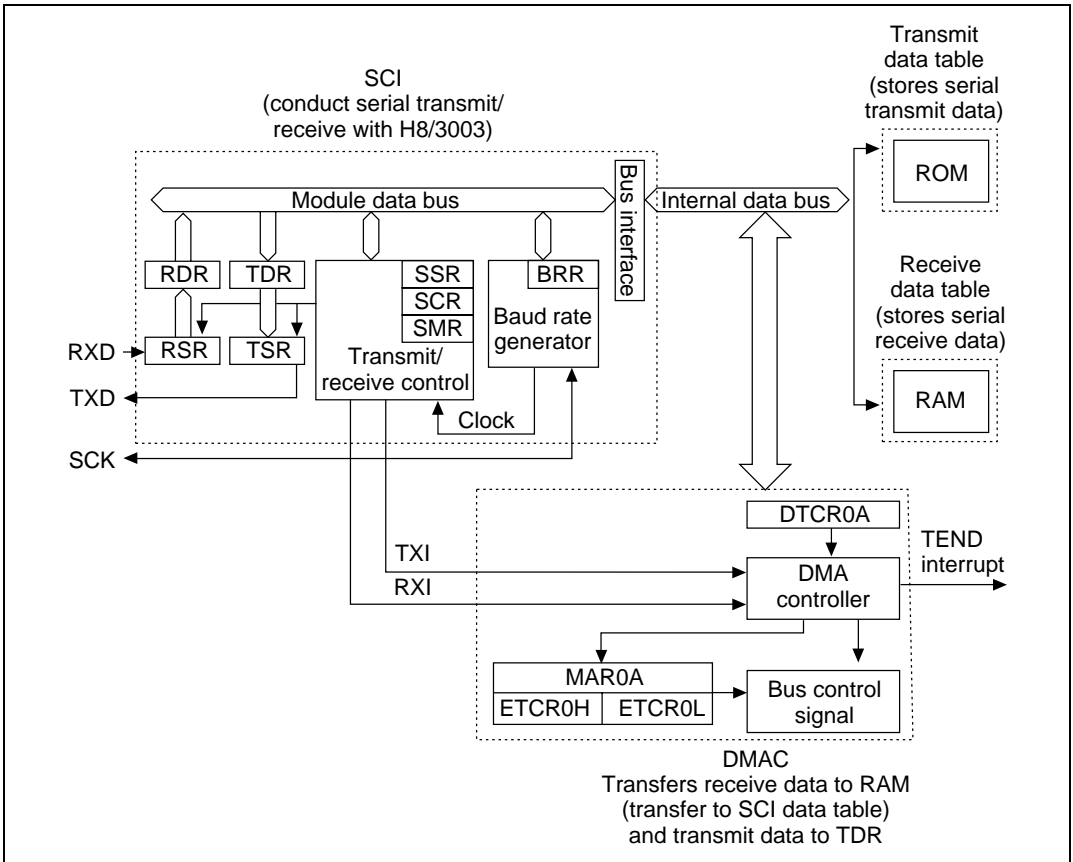 Transmit
data table
(stores serial
transmit data)
ROM
SCI
(conduct serial transmit/
receive with H8/3003)
Module data bus
Bus interface
Internal data bus
RDR
TDR
SSR
SCR
SMR
BRR
Baud rate
generator
RSR
TSR
Transmit/
receive control
RXD
TXD
SCK
Clock
Receive
data table
(stores serial
receive data)
RAM
TXI
RXI
DTCR0A
DMA
controller
TEND
interrupt
MAR0A
ETCR0H
ETCR0L
Bus control
signal
DMAC
Transfers receive data to RAM
(transfer to SCI data table)
and transmit data to TDR